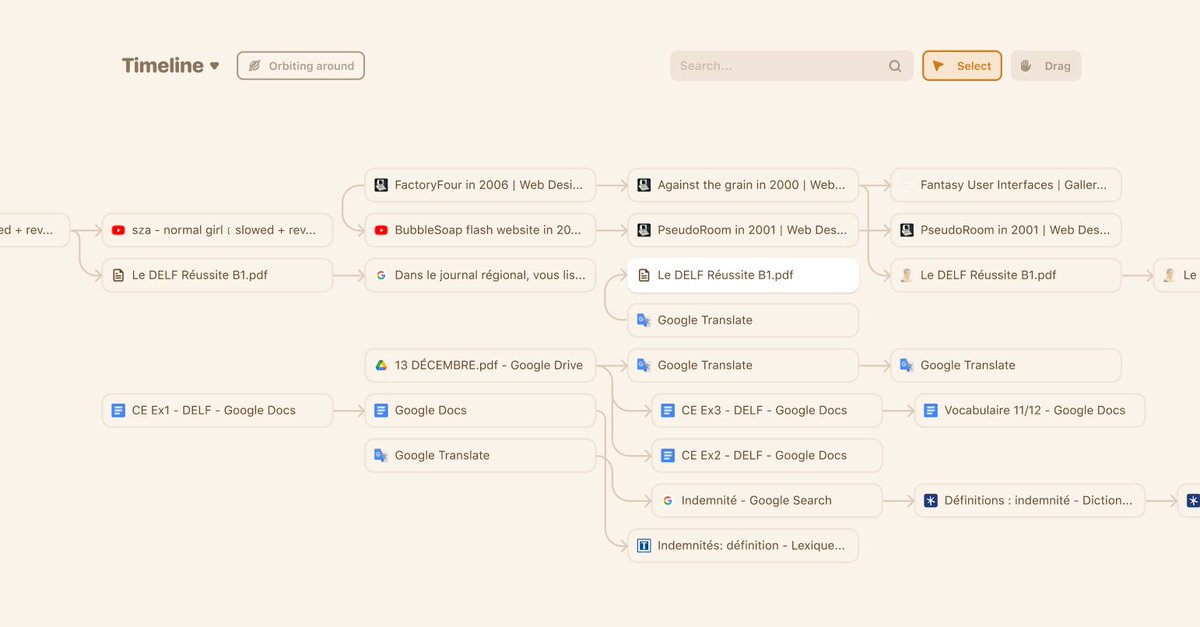 Timeline
Orbiting around
Search...
Select
Drag
FactoryFour in 2006 | Web Desi...
Against the grain in 2000 | Web...
Fantasy User Interfaces | Galler...
ed + rev...
sza - normal girl ꒰ slowed + rev...
BubbleSoap flash website in 20...
PseudoRoom in 2001 | Web Des...
PseudoRoom in 2001 | Web Des...
Le DELF Réussite B1.pdf
Dans le journal régional, vous lis...
Le DELF Réussite B1.pdf
Le DELF Réussite B1.pdf
Le
Google Translate
13 DÉCEMBRE.pdf - Google Drive
Google Translate
Google Translate
CE Ex1 - DELF - Google Docs
Google Docs
CE Ex3 - DELF - Google Docs
Vocabulaire 11/12 - Google Docs
Google Translate
CE Ex2 - DELF - Google Docs
Indemnité - Google Search
Définitions : indemnité - Diction...
Indemnités: définition - Lexique...